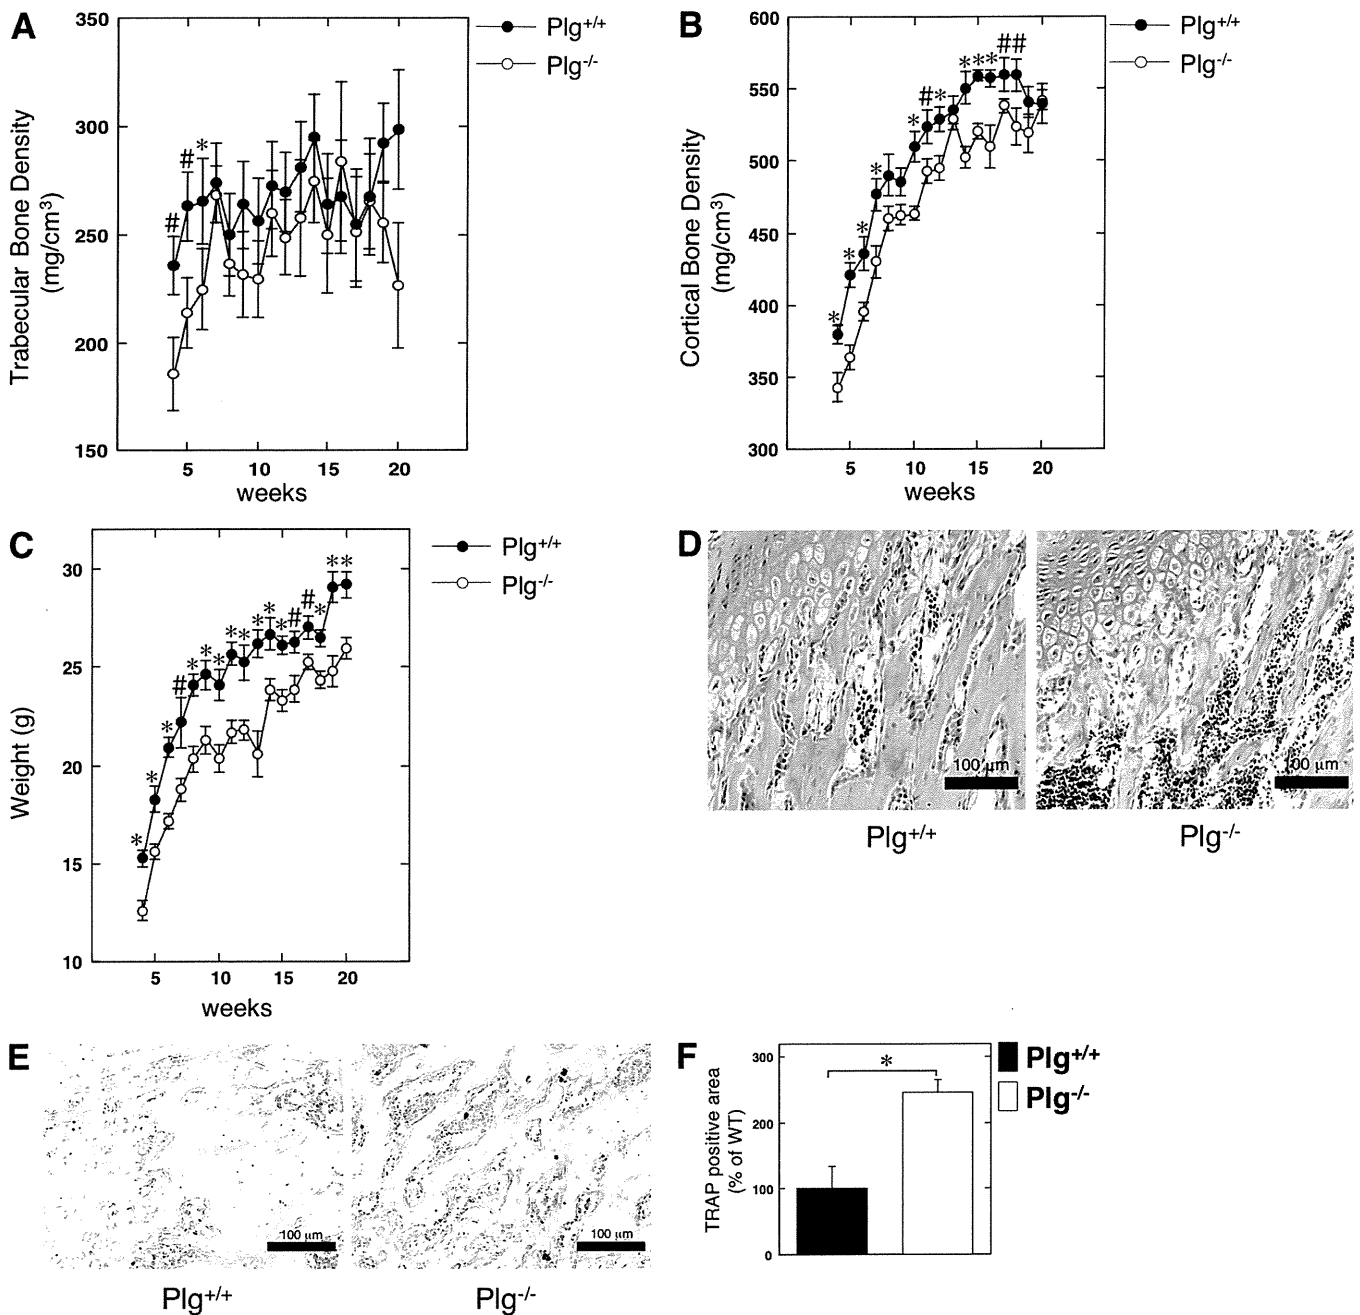 A
Plg+/+
Plg-/-
Trabecular Bone Density
(mg/cm3)
350
300
250
200
150
# # *
5 10 15 20
weeks
B
Plg+/+
Plg-/-
Cortical Bone Density
(mg/cm3)
600
550
500
450
400
350
300
* * * * * # * * * * # #
5 10 15 20
weeks
C
Plg+/+
Plg-/-
Weight (g)
30
25
20
15
10
* * * # * * * * * * * * # # * * *
5 10 15 20
weeks
D
100 μm
100 μm
Plg+/+
Plg-/-
E
100 μm
100 μm
Plg+/+
Plg-/-
F
TRAP positive area
(% of WT)
300
200
100
0
*
Plg+/+
Plg-/-